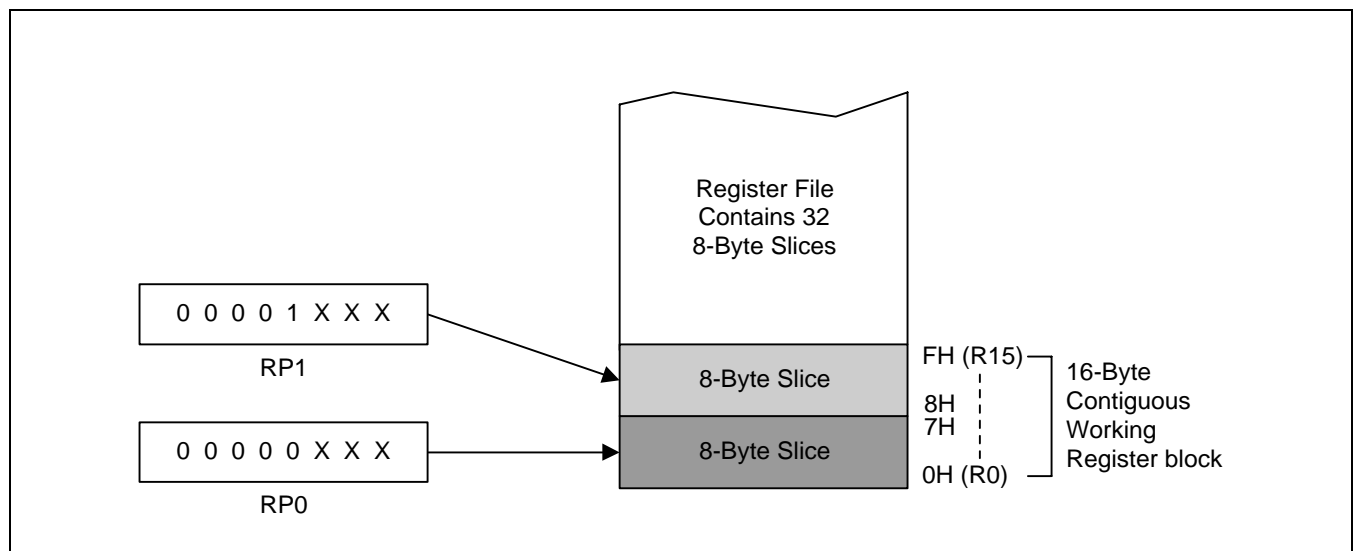 Register File
Contains 32
8-Byte Slices
0 0 0 0 1 X X X
RP1
8-Byte Slice
FH (R15)
8H
7H
16-Byte
Contiguous
Working
Register block
0 0 0 0 0 X X X
RP0
8-Byte Slice
0H (R0)